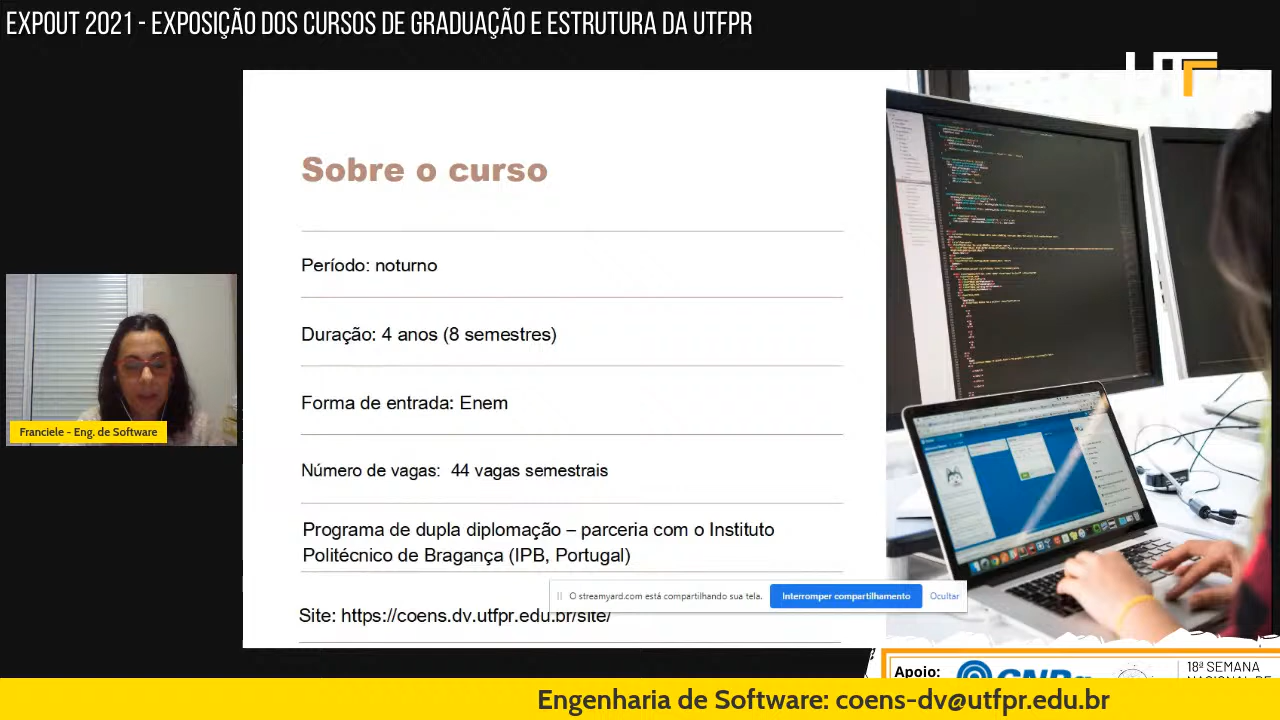 EXPOUT 2021 - EXPOSIÇÃO DOS CURSOS DE GRADUAÇÃO E ESTRUTURA DA UTFPR
Sobre o curso
Período: noturno
Duração: 4 anos (8 semestres)
Forma de entrada: Enem
Franciele - Eng. de Software
Número de vagas:  44 vagas semestrais
Programa de dupla diplomação – parceria com o Instituto
Politécnico de Bragança (IPB, Portugal)
O streamyard.com está compartilhando sua tela.
Interromper compartilhamento
Ocultar
Site: https://coens.dv.utfpr.edu.br/site/
Apoio:
18ª SEMANA
Engenharia de Software: coens-dv@utfpr.edu.br